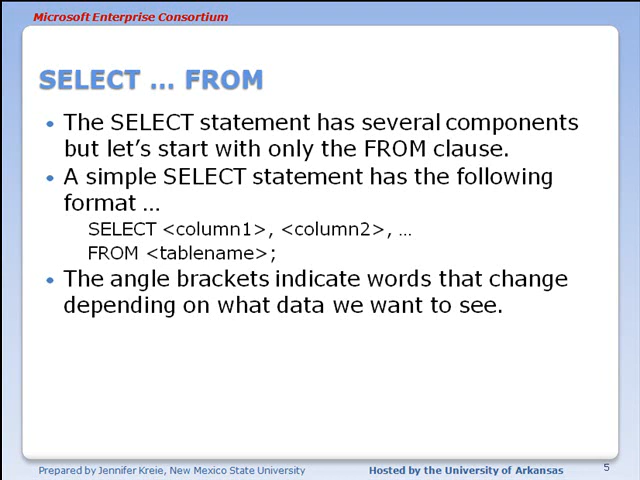 Microsoft Enterprise Consortium
SELECT … FROM
• The SELECT statement has several components
but let's start with only the FROM clause.
• A simple SELECT statement has the following
format …
SELECT <column1>, <column2>, …
FROM <tablename>;
• The angle brackets indicate words that change
depending on what data we want to see.
Prepared by Jennifer Kreie, New Mexico State University
Hosted by the University of Arkansas
5